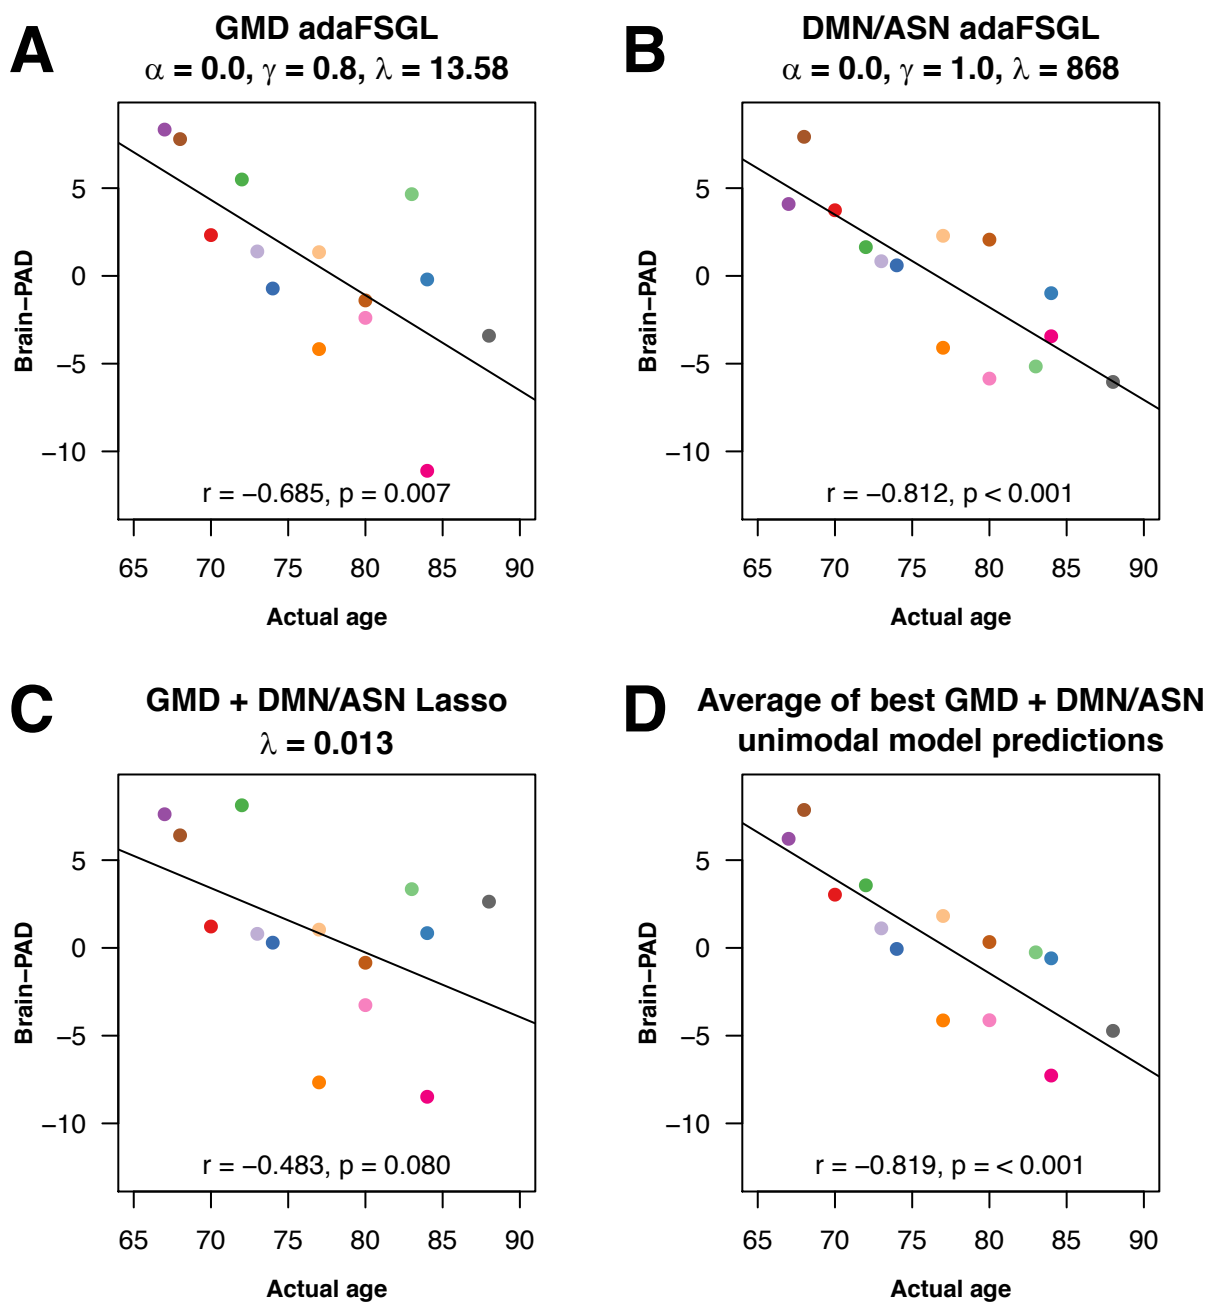 A
GMD adaFSGL
α = 0.0, γ = 0.8, λ = 13.58
5
0
−5
−10
Brain−PAD
r = −0.685, p = 0.007
65 70 75 80 85 90
Actual age
B
DMN/ASN adaFSGL
α = 0.0, γ = 1.0, λ = 868
5
0
−5
−10
Brain−PAD
r = −0.812, p < 0.001
65 70 75 80 85 90
Actual age
C
GMD + DMN/ASN Lasso
λ = 0.013
5
0
−5
−10
Brain−PAD
r = −0.483, p = 0.080
65 70 75 80 85 90
Actual age
D
Average of best GMD + DMN/ASN
unimodal model predictions
5
0
−5
−10
Brain−PAD
r = −0.819, p = < 0.001
65 70 75 80 85 90
Actual age